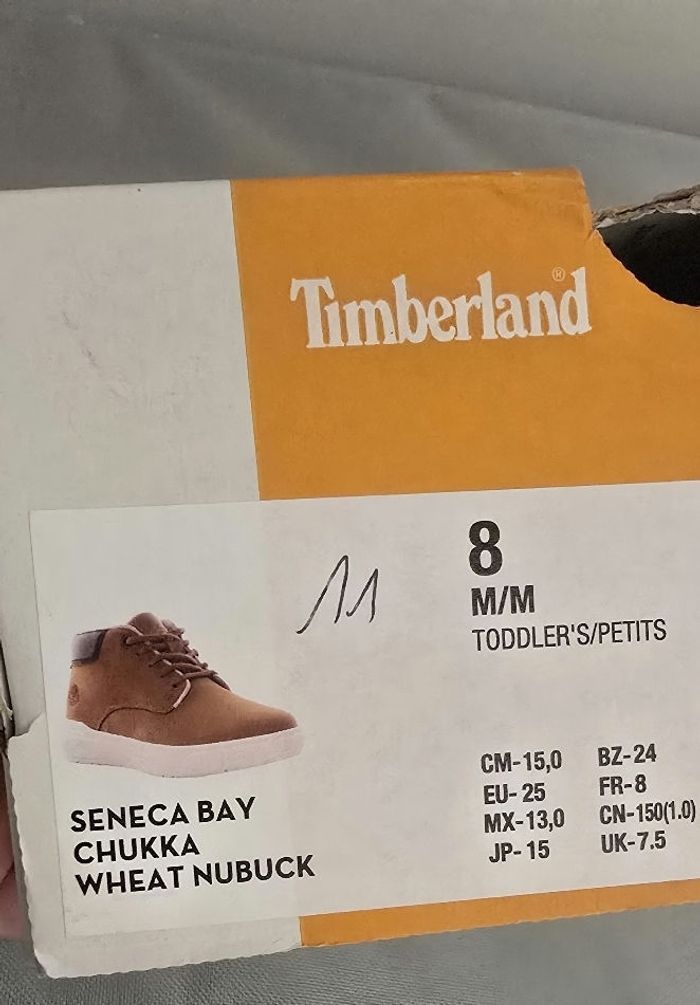 Timberland®
11
8
M/M
TODDLER'S/PETITS
SENECA BAY
CHUKKA
WHEAT NUBUCK
CM-15,0 BZ-24
EU-25 FR-8
MX-13,0 CN-150(1.0)
JP-15 UK-7.5